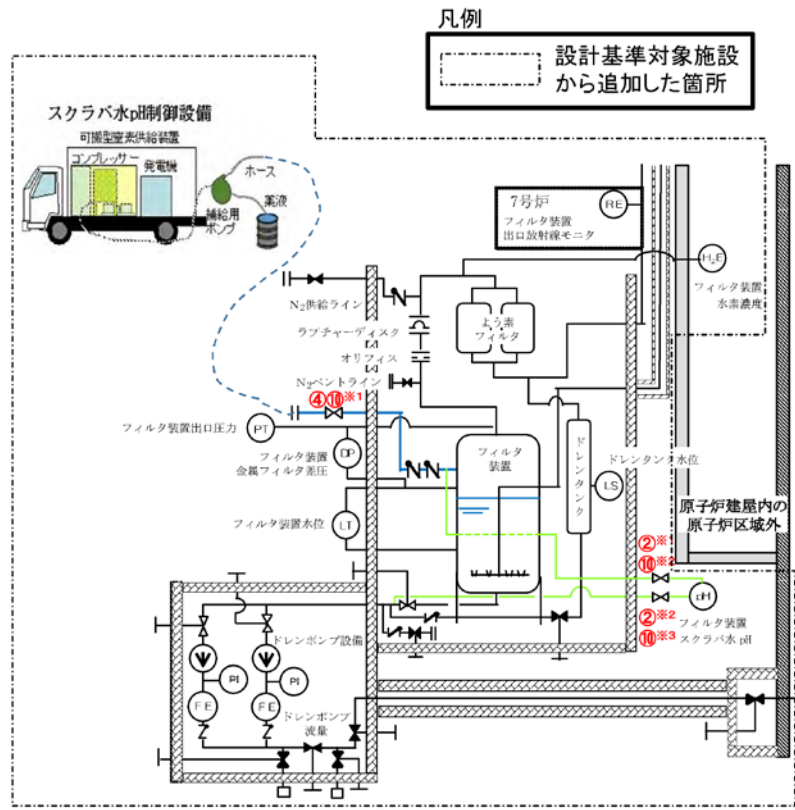 凡例
設計基準対象施設
から追加した箇所
スクラバ水pH制御設備
可搬型窒素供給装置
コンプレッサー
発電機
ホース
補給用
ポンプ
薬液
7号炉
フィルタ装置
出口放射線モニタ
RE
H₂E
フィルタ装置
水素濃度
N₂供給ライン
ラプチャーディスク
オリフィス
N₂ベントライン
よう素
フィルタ
④⑩※1
フィルタ装置出口圧力
PT
フィルタ装置
金属フィルタ差圧
DP
フィルタ装置水位
LT
フィルタ
装置
ドレンタンク
ドレンタンク水位
LS
原子炉建屋内の
原子炉区域外
②※1
⑩※2
pH
②※2
⑩※3
フィルタ装置
スクラバ水 pH
ドレンポンプ設備
PI
PI
FE
FE
ドレンポンプ
流量